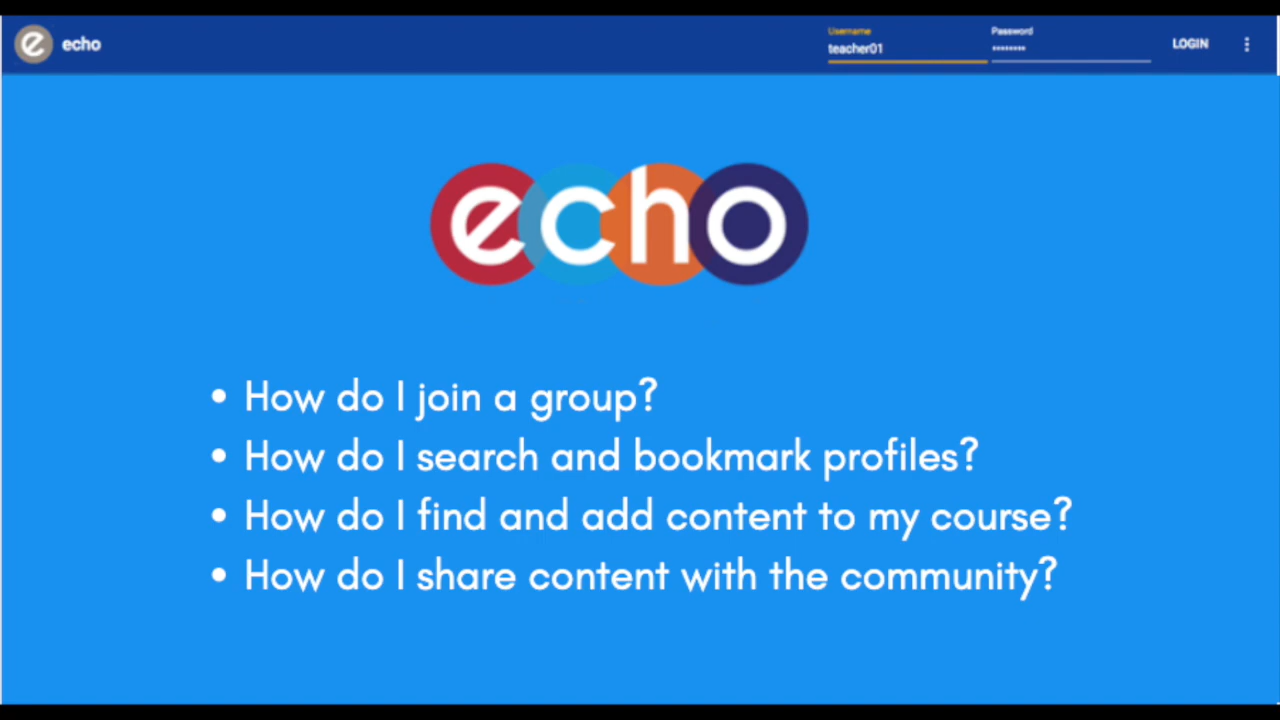 echo
Username
teacher01
Password
••••••••
LOGIN
echo
• How do I join a group?
• How do I search and bookmark profiles?
• How do I find and add content to my course?
• How do I share content with the community?